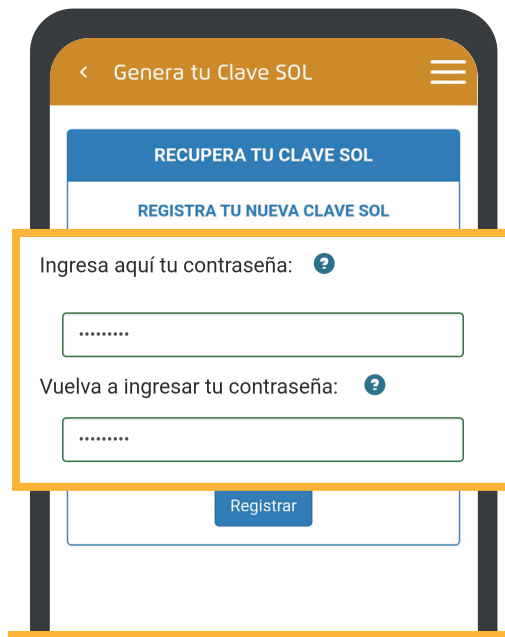 Genera tu Clave SOL
RECUPERA TU CLAVE SOL
REGISTRA TU NUEVA CLAVE SOL
Ingresa aquí tu contraseña: ?
•••••••••
Vuelva a ingresar tu contraseña: ?
•••••••••
Registrar